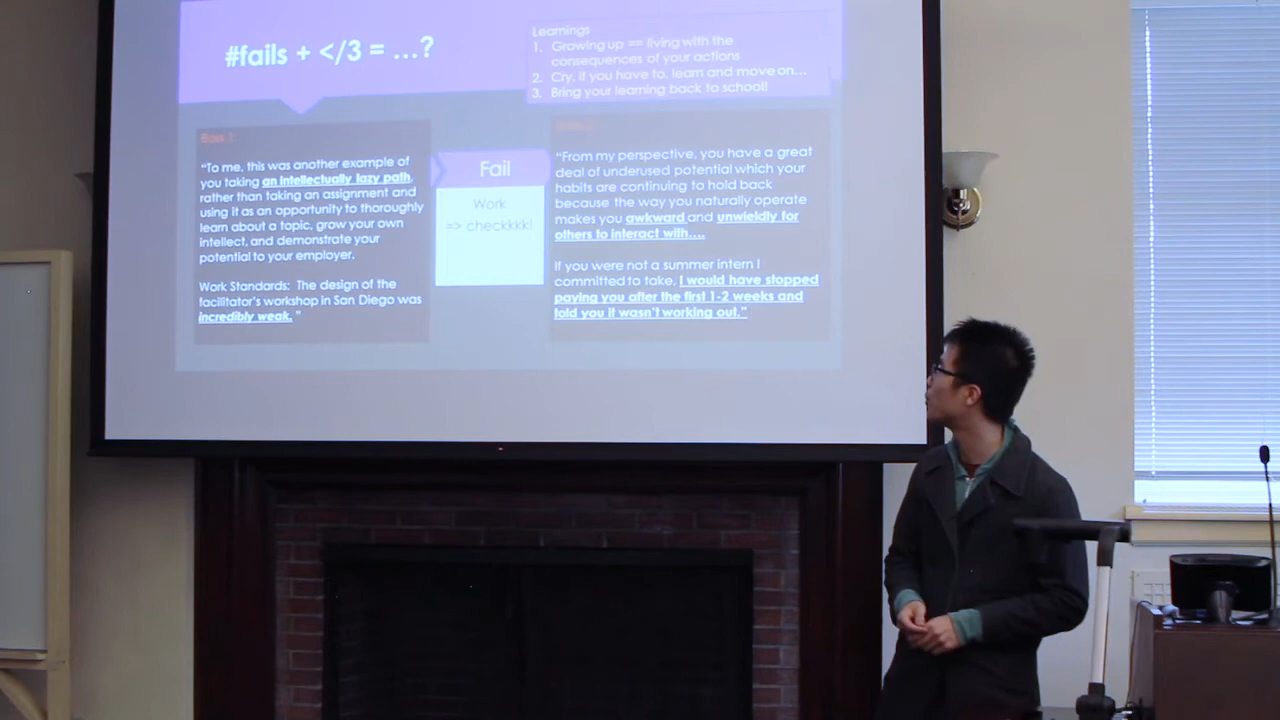 #fails + </3 = ...?
Learnings
1. Growing up == living with the
consequences of your actions
2. Cry, if you have to, learn and move on...
3. Bring your learning back to school!
Boss 1:
"To me, this was another example of
you taking an intellectually lazy path,
rather than taking an assignment and
using it as an opportunity to thoroughly
learn about a topic, grow your own
intellect, and demonstrate your
potential to your employer.
Work Standards: The design of the
facilitator's workshop in San Diego was
incredibly weak."
Fail
Work
=> checkkkk!
"From my perspective, you have a great
deal of underused potential which your
habits are continuing to hold back
because the way you naturally operate
makes you awkward and unwieldly for
others to interact with....
If you were not a summer intern I
committed to take, I would have stopped
paying you after the first 1-2 weeks and
told you it wasn't working out."